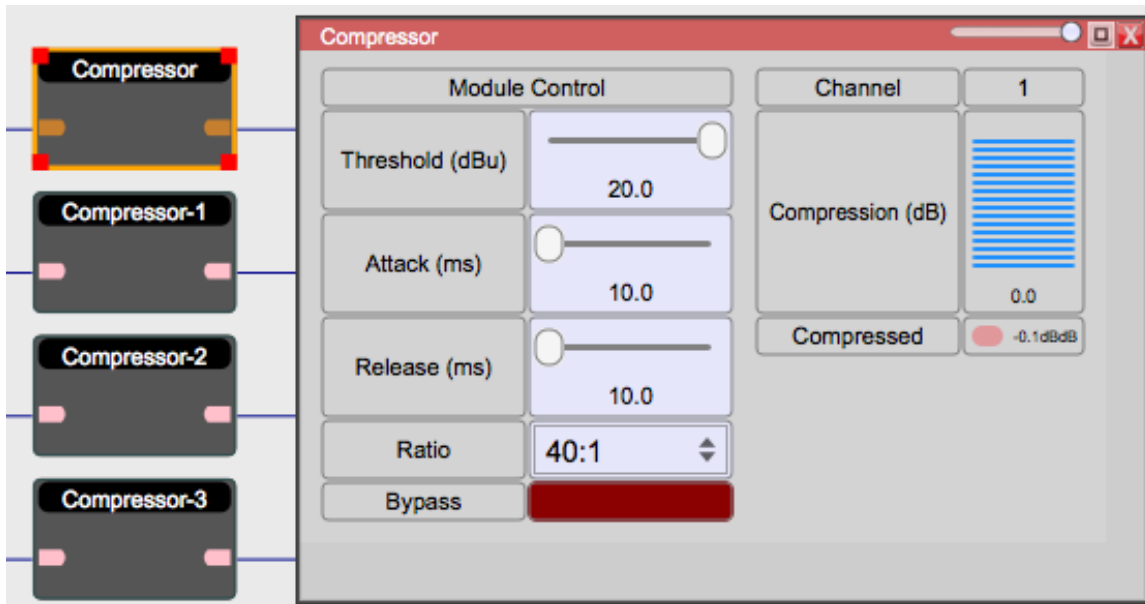 Compressor
Compressor-1
Compressor-2
Compressor-3
Compressor
Module Control
Threshold (dBu)
20.0
Attack (ms)
10.0
Release (ms)
10.0
Ratio
40:1
Bypass
Channel
1
Compression (dB)
0.0
Compressed
-0.1dBdB